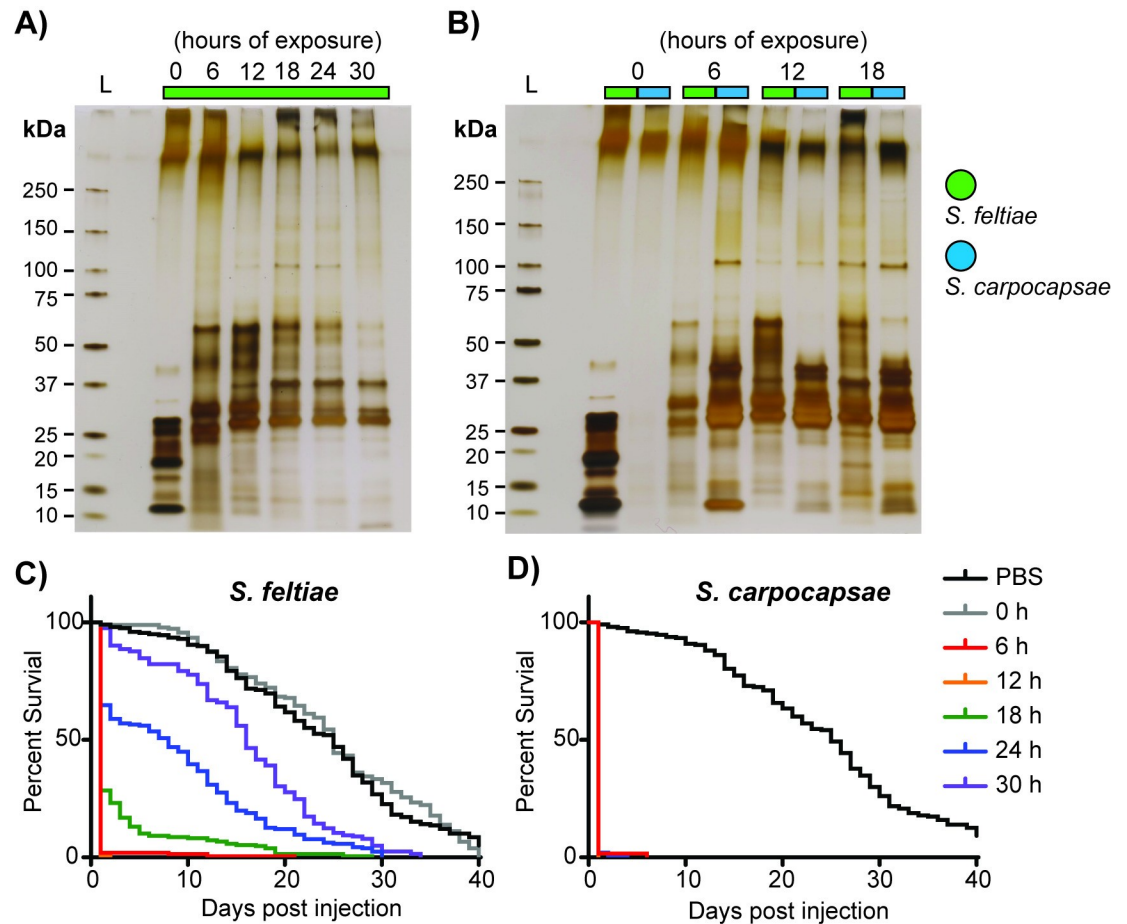 A)
(hours of exposure)
L 0 6 12 18 24 30
kDa
250
150
100
75
50
37
25
20
15
10
B)
(hours of exposure)
L 0 6 12 18
kDa
250
150
100
75
50
37
25
20
15
10
S. feltiae
S. carpocapsae
C)
S. feltiae
100
50
0
Percent Survival
0 10 20 30 40
Days post injection
D)
S. carpocapsae
100
50
0
Percent Survival
0 10 20 30 40
Days post injection
PBS
0 h
6 h
12 h
18 h
24 h
30 h